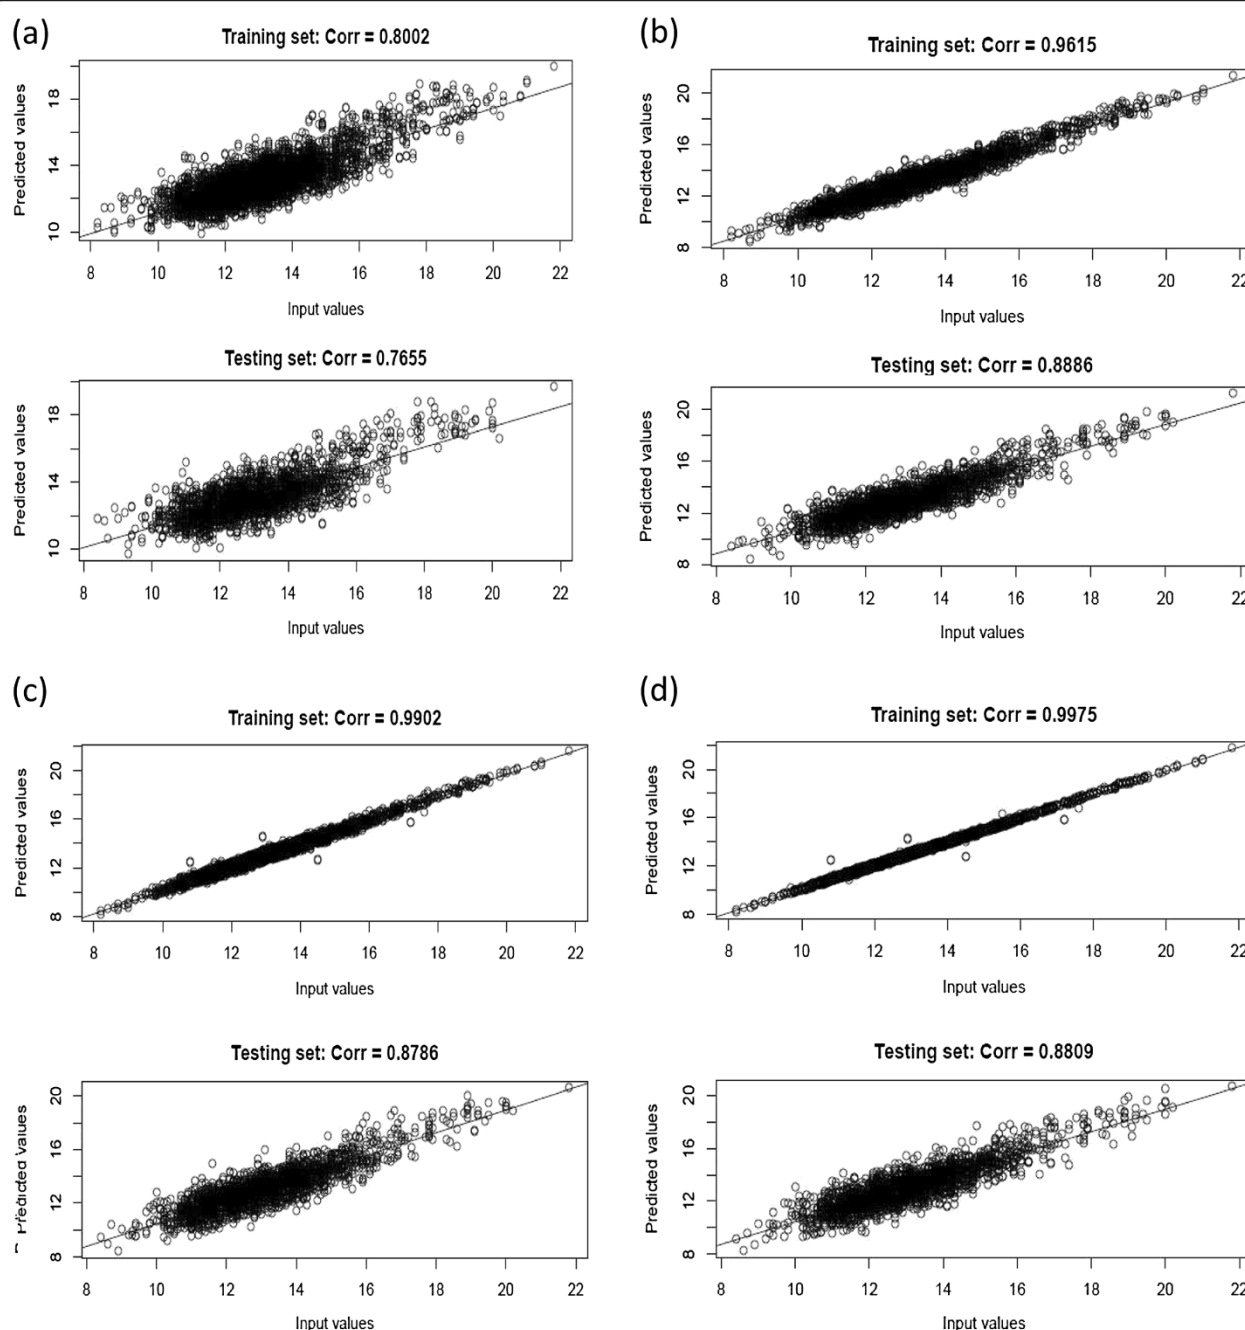 (a)
Training set: Corr = 0.8002
Predicted values
18
14
10
8 10 12 14 16 18 20 22
Input values
Testing set: Corr = 0.7655
Predicted values
18
14
10
8 10 12 14 16 18 20 22
Input values
(b)
Training set: Corr = 0.9615
Predicted values
20
16
12
8
8 10 12 14 16 18 20 22
Input values
Testing set: Corr = 0.8886
Predicted values
20
16
12
8
8 10 12 14 16 18 20 22
Input values
(c)
Training set: Corr = 0.9902
Predicted values
20
16
12
8
8 10 12 14 16 18 20 22
Input values
Testing set: Corr = 0.8786
Predicted values
20
16
12
8
8 10 12 14 16 18 20 22
Input values
(d)
Training set: Corr = 0.9975
Predicted values
20
16
12
8
8 10 12 14 16 18 20 22
Input values
Testing set: Corr = 0.8809
Predicted values
20
16
12
8
8 10 12 14 16 18 20 22
Input values